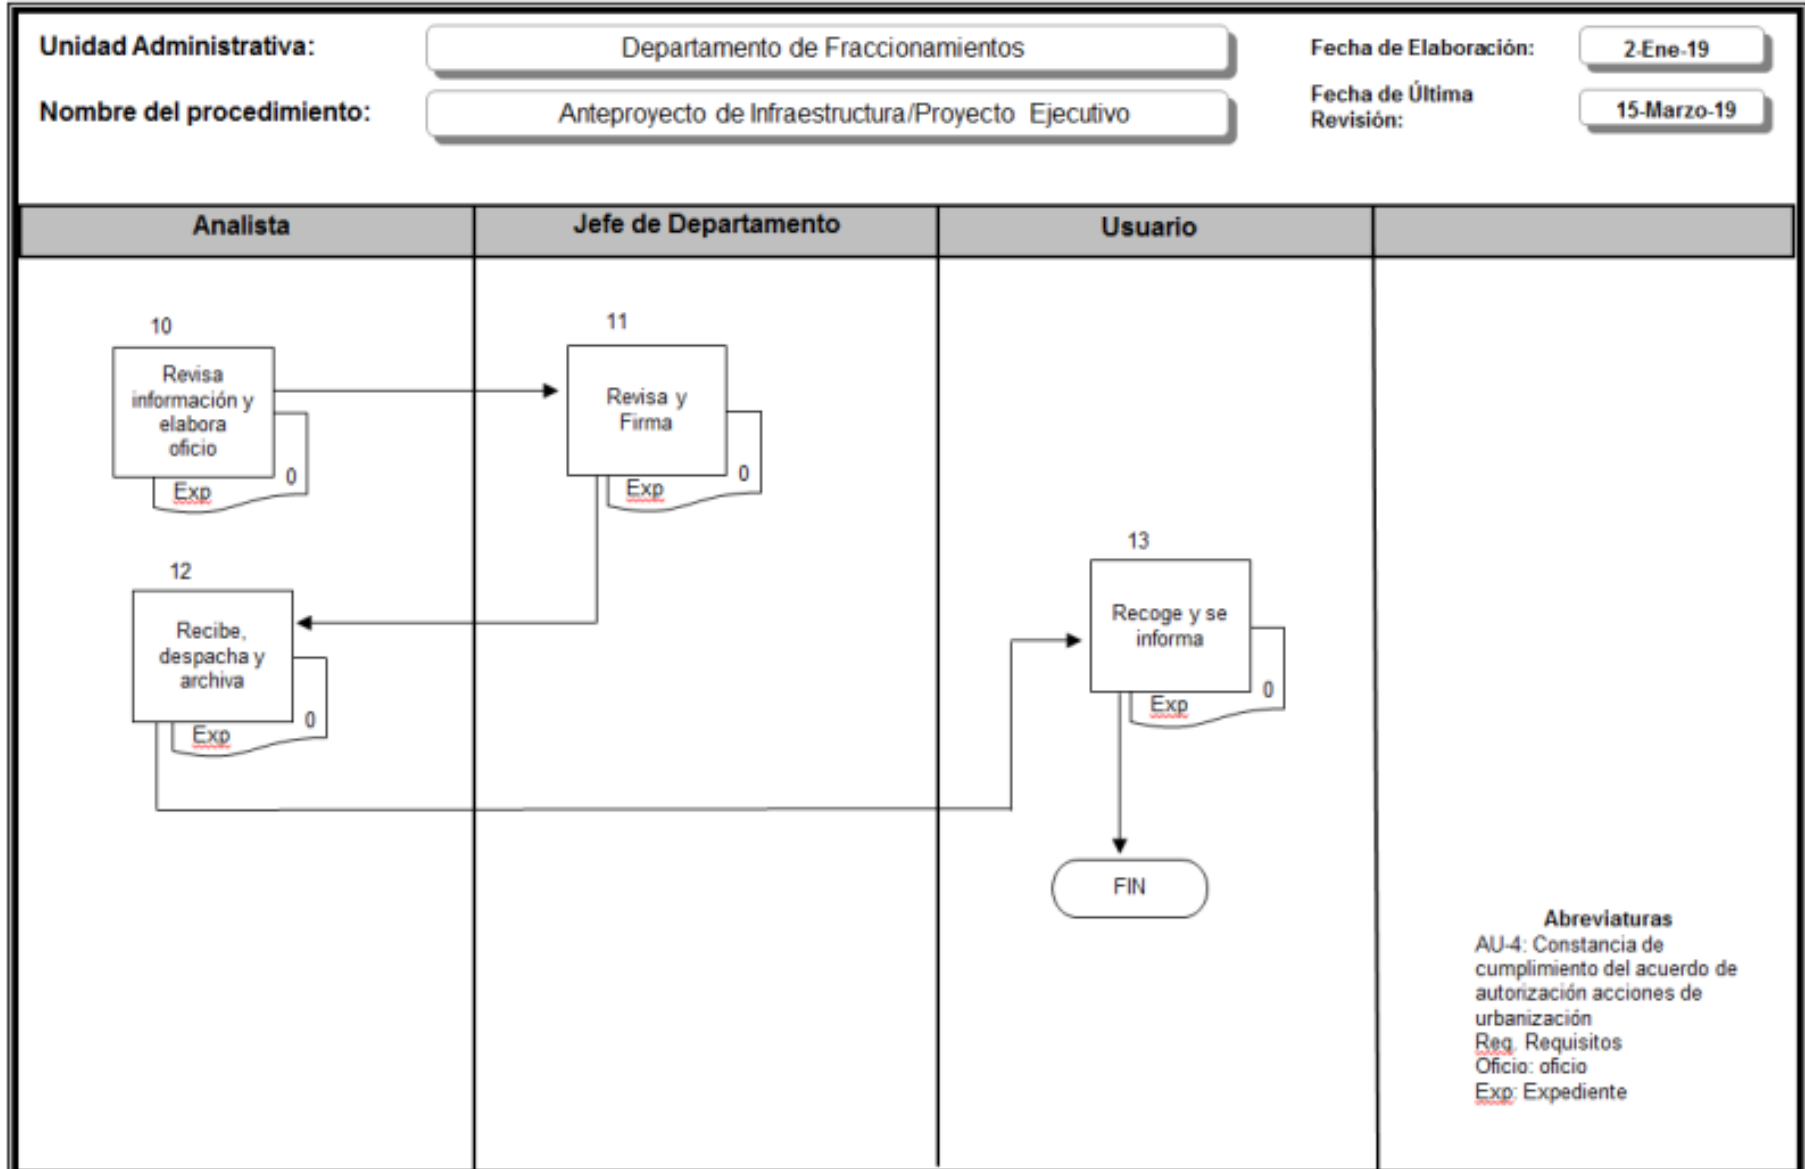 Unidad Administrativa:
Departamento de Fraccionamientos
Fecha de Elaboración:
2-Ene-19
Nombre del procedimiento:
Anteproyecto de Infraestructura/Proyecto Ejecutivo
Fecha de Última
Revisión:
15-Marzo-19
Analista
Jefe de Departamento
Usuario
10
Revisa
información y
elabora
oficio
0
Exp
11
Revisa y
Firma
0
Exp
12
Recibe,
despacha y
archiva
0
Exp
13
Recoge y se
informa
0
Exp
FIN
Abreviaturas
AU-4: Constancia de
cumplimiento del acuerdo de
autorización acciones de
urbanización
Req. Requisitos
Oficio: oficio
Exp: Expediente